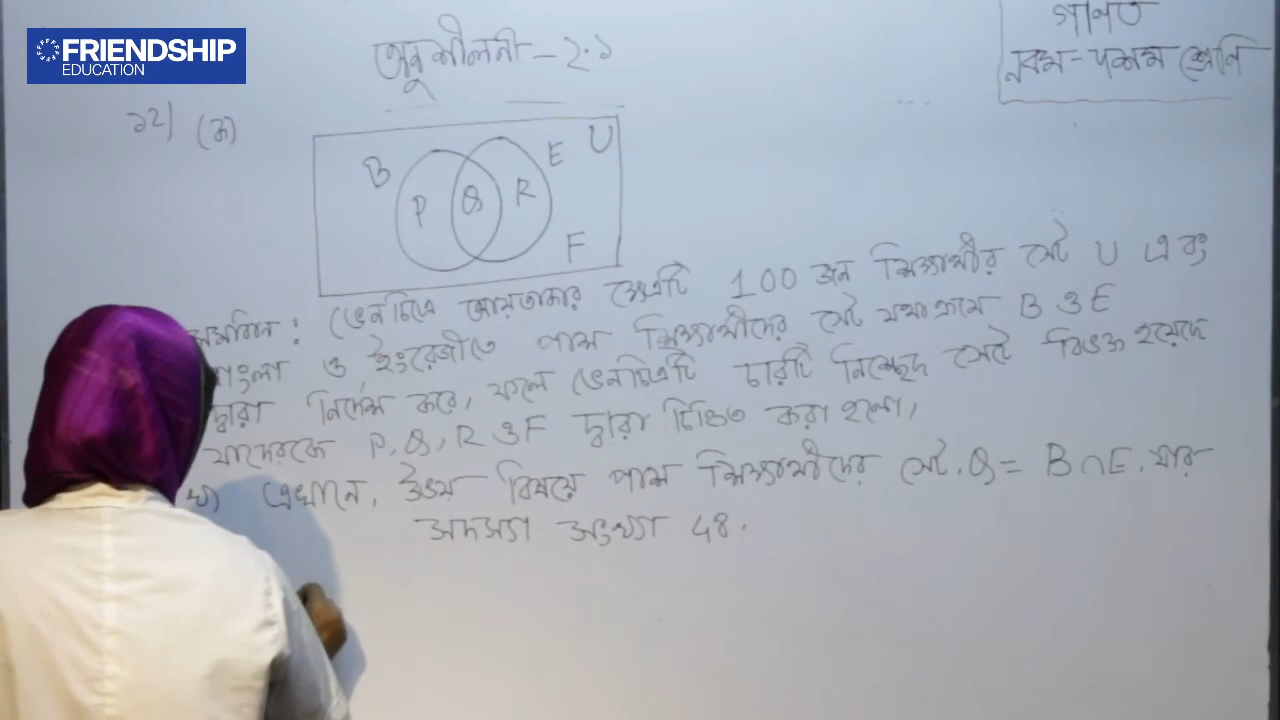 FRIENDSHIP
EDUCATION
অনুশীলনী - ২.১
গণিত
নবম - দশম শ্রেণি
১২) (ক)
B E U
P Q R
F
সমাধান : ভেনচিত্রে আয়তাকার ক্ষেত্রটি 100 জন শিক্ষার্থীর সেট U এবং
বাংলা ও ইংরেজীতে পাশ শিক্ষার্থীদের সেট যথাক্রমে B ও E
দ্বারা নির্দেশ করে, ফলে ভেনচিত্রটি চারটি নিশ্ছেদ সেটে বিভক্ত হয়েছে
যাদেরকে P, Q, R ও F দ্বারা চিহ্নিত করা হলো,
খ) এখানে, উভয় বিষয়ে পাশ শিক্ষার্থীদের সেট, Q = B∩E, যার
সদস্য সংখ্যা 48.